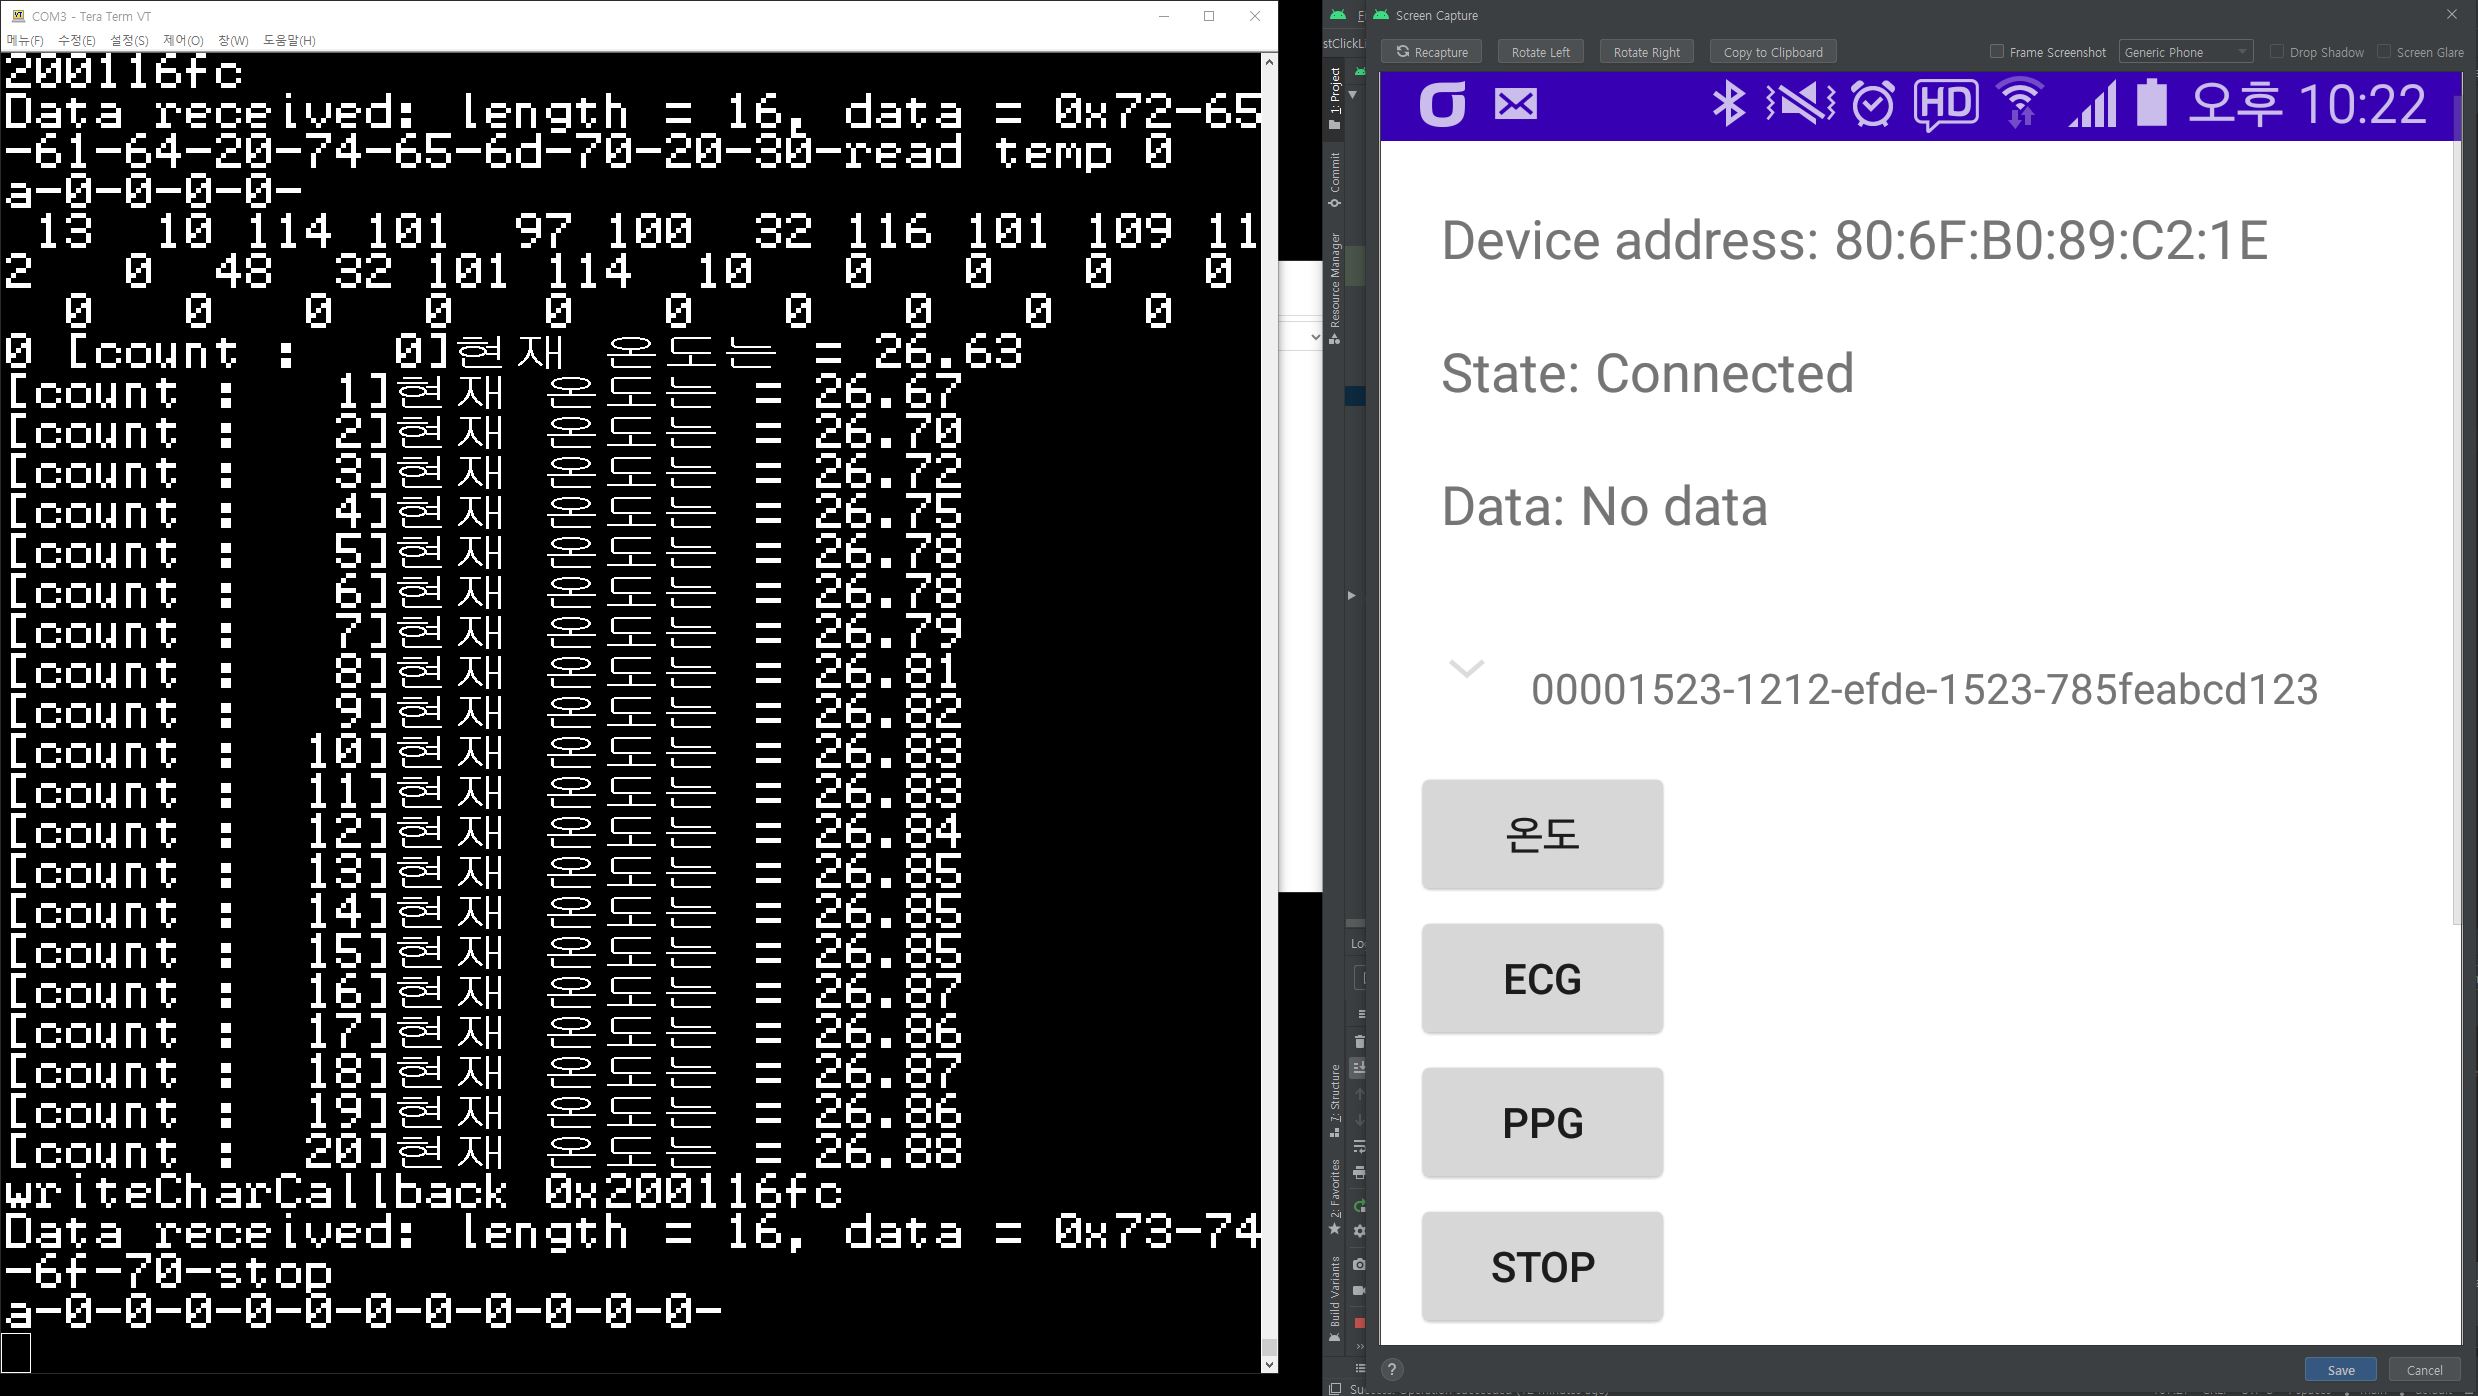 COM3 - Tera Term VT
메뉴(F) 수정(E) 설정(S) 제어(O) 창(W) 도움말(H)
200116fc
Data received: length = 16, data = 0x72-65
-61-64-20-74-65-6d-70-20-30-read temp 0
a-0-0-0-0-
13 10 114 101 97 100 32 116 101 109 11
2 0 48 32 101 114 10 0 0 0 0
0 0 0 0 0 0 0 0 0 0
0 [count : 0]현재 온도는 = 26.63
[count : 1]현재 온도는 = 26.67
[count : 2]현재 온도는 = 26.70
[count : 3]현재 온도는 = 26.72
[count : 4]현재 온도는 = 26.75
[count : 5]현재 온도는 = 26.78
[count : 6]현재 온도는 = 26.78
[count : 7]현재 온도는 = 26.79
[count : 8]현재 온도는 = 26.81
[count : 9]현재 온도는 = 26.82
[count : 10]현재 온도는 = 26.83
[count : 11]현재 온도는 = 26.83
[count : 12]현재 온도는 = 26.84
[count : 13]현재 온도는 = 26.85
[count : 14]현재 온도는 = 26.85
[count : 15]현재 온도는 = 26.85
[count : 16]현재 온도는 = 26.87
[count : 17]현재 온도는 = 26.86
[count : 18]현재 온도는 = 26.87
[count : 19]현재 온도는 = 26.86
[count : 20]현재 온도는 = 26.88
writeCharCallback 0x200116fc
Data received: length = 16, data = 0x73-74
-6f-70-stop
a-0-0-0-0-0-0-0-0-0-0-0-
stClickLi
1: Project
Commit
Resource Manager
7: Structure
2: Favorites
Build Variants
Screen Capture
Recapture Rotate Left Rotate Right Copy to Clipboard Frame Screenshot Generic Phone Drop Shadow Screen Glare
HD 오후 10:22
Device address: 80:6F:B0:89:C2:1E
State: Connected
Data: No data
00001523-1212-efde-1523-785feabcd123
온도
ECG
PPG
STOP
? Save Cancel